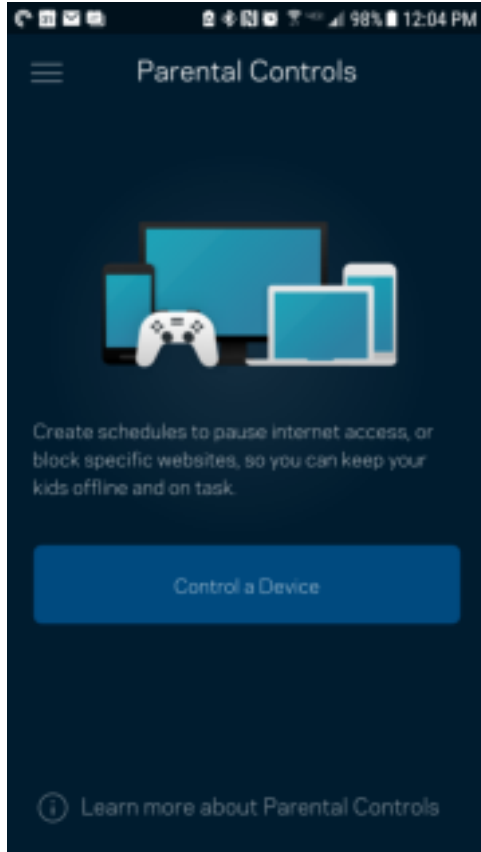 98% 12:04 PM
Parental Controls
Create schedules to pause internet access, or
block specific websites, so you can keep your
kids offline and on task.
Control a Device
Learn more about Parental Controls